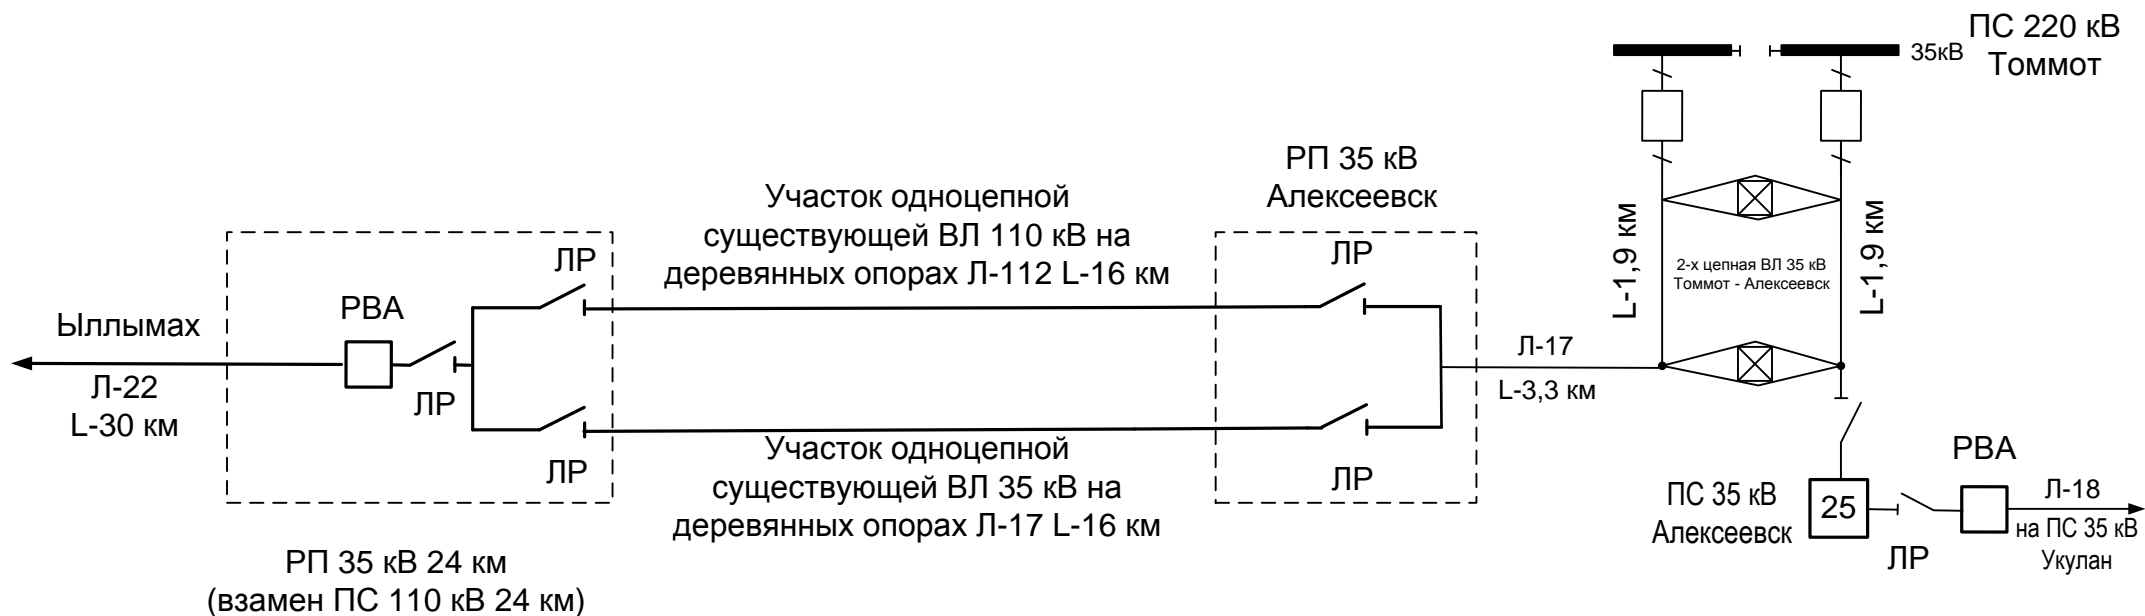 ПС 220 кВ
Томмот
35кВ
РП 35 кВ
Алексеевск
Участок одноцепной
существующей ВЛ 110 кВ на
деревянных опорах Л-112 L-16 км
ЛР
ЛР
L-1,9 км
2-х цепная ВЛ 35 кВ
Томмот - Алексеевск
L-1,9 км
Ыллымах
РВА
Л-22
L-30 км
ЛР
Л-17
L-3,3 км
ЛР
ЛР
Участок одноцепной
существующей ВЛ 35 кВ на
деревянных опорах Л-17 L-16 км
РВА
ПС 35 кВ
Алексеевск
25
ЛР
Л-18
на ПС 35 кВ
Укулан
РП 35 кВ 24 км
(взамен ПС 110 кВ 24 км)